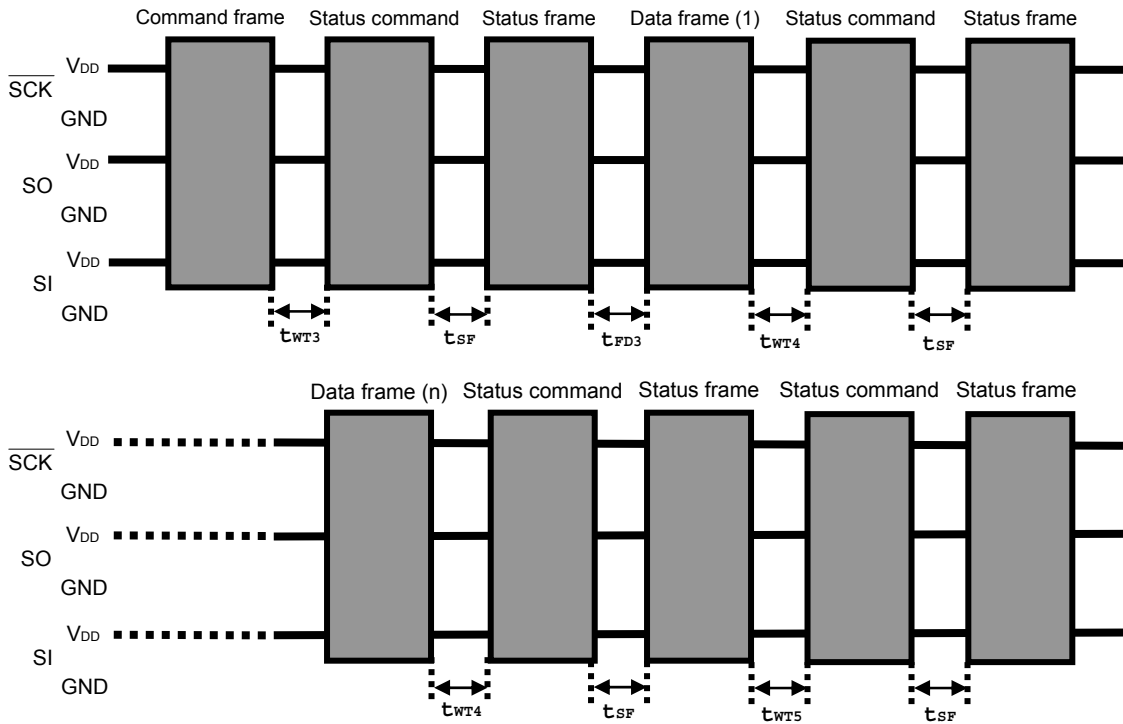 Command frame Status command Status frame Data frame (1) Status command Status frame
VDD
SCK
GND
VDD
SO
GND
VDD
SI
GND
tWT3 tSF tFD3 tWT4 tSF
Data frame (n) Status command Status frame Status command Status frame
VDD
SCK
GND
VDD
SO
GND
VDD
SI
GND
tWT4 tSF tWT5 tSF